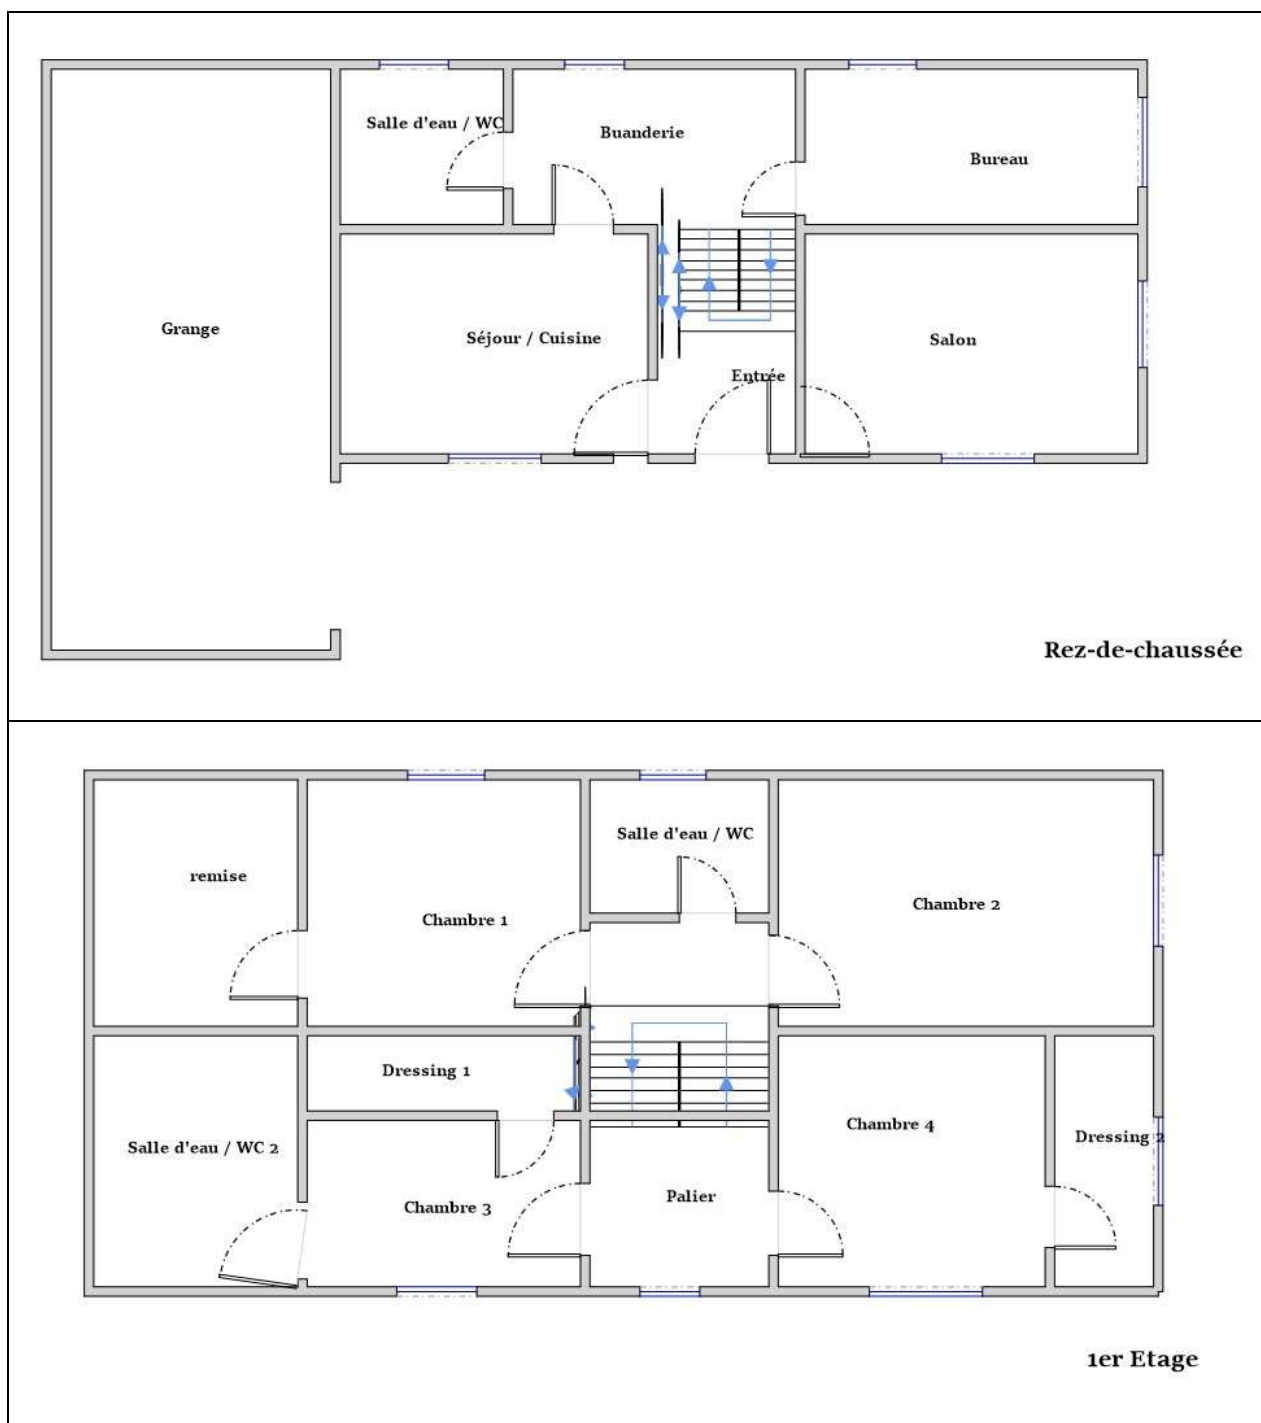 Salle d'eau / WC
Buanderie
Bureau
Grange
Séjour / Cuisine
Salon
Entrée
Rez-de-chaussée
Salle d'eau / WC
remise
Chambre 1
Chambre 2
Dressing 1
Chambre 4
Dressing 2
Salle d'eau / WC 2
Palier
Chambre 3
1er Etage